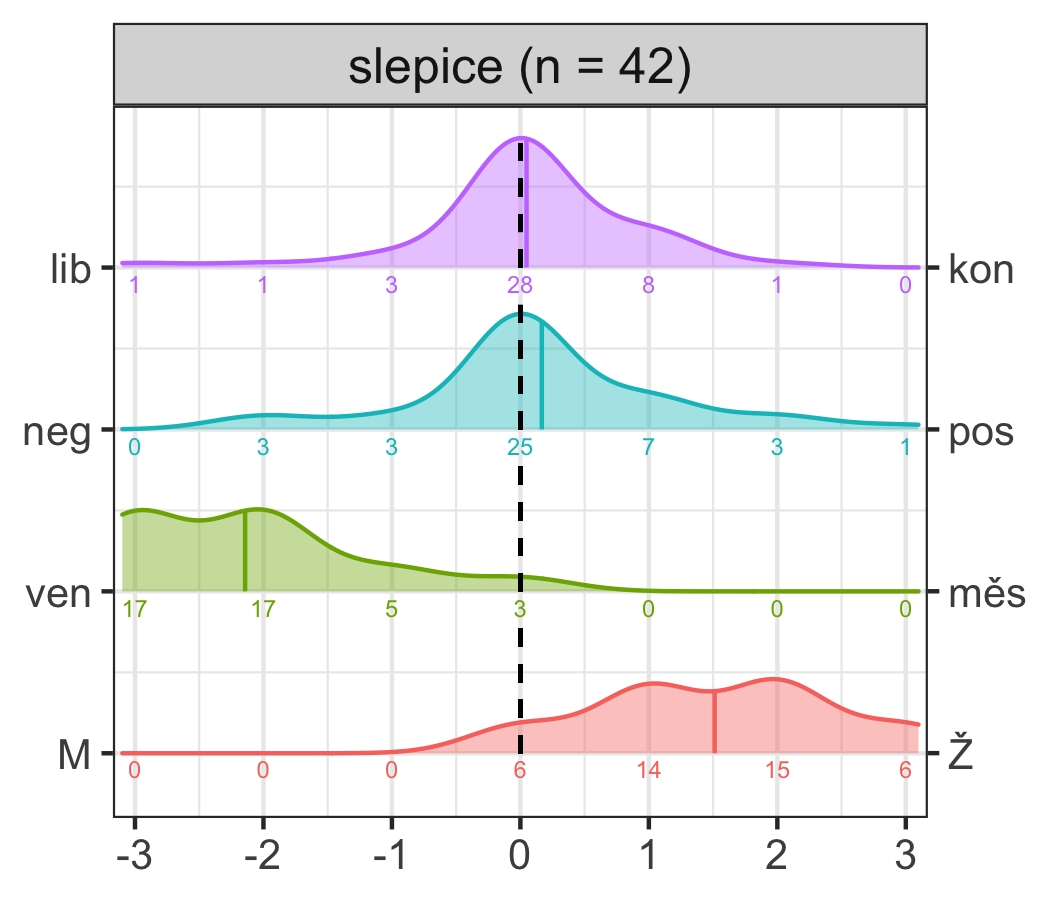 slepice (n = 42)
lib kon
1 1 3 28 8 1 0
neg pos
0 3 3 25 7 3 1
ven měs
17 17 5 3 0 0 0
M Ž
0 0 0 6 14 15 6
-3 -2 -1 0 1 2 3